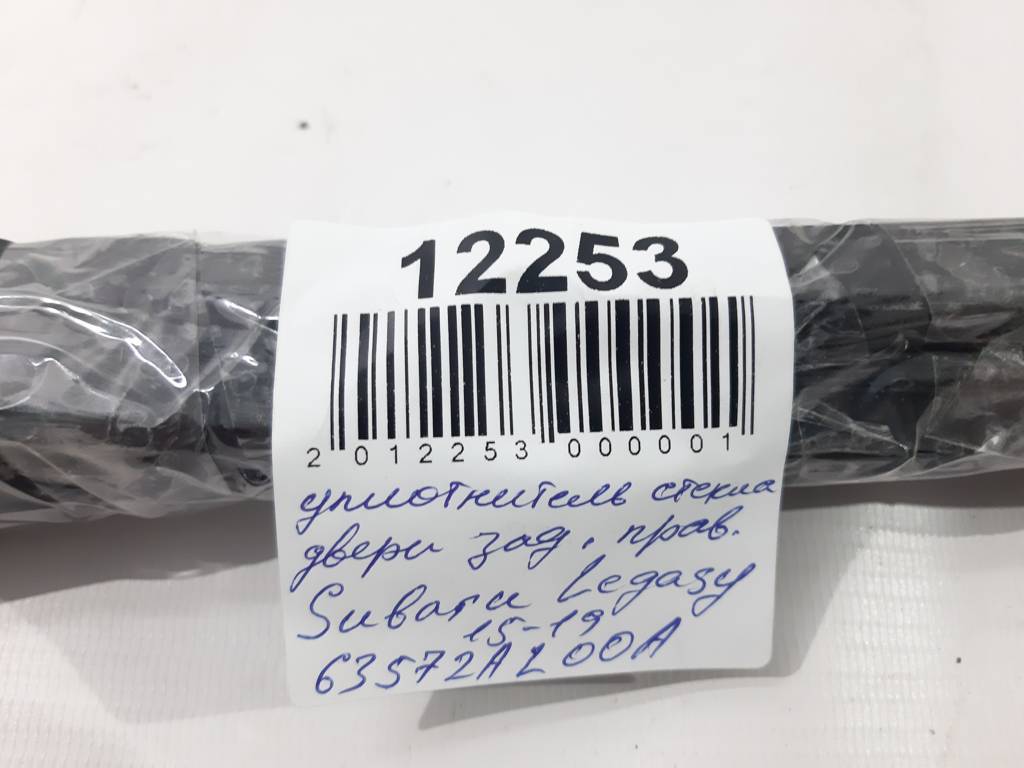 12253
2 012253 000001
уплотнитель стекла
двери зад. прав.
Subaru Legasy
15-19
63572AL00A